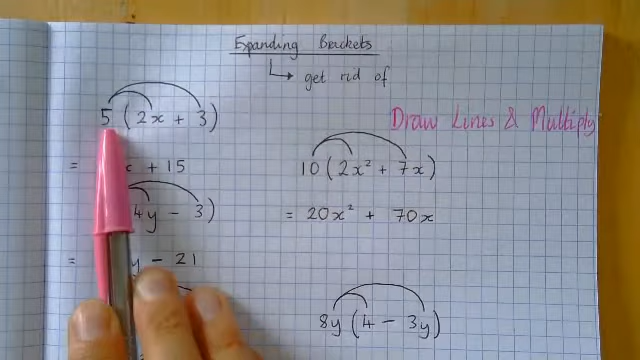 Expanding Brackets
get rid of
5 (2x + 3)
= x + 15
4y - 3)
= y - 21
Draw Lines & Multiply
10 (2x² + 7x)
= 20x² + 70x
8y (4 - 3y)